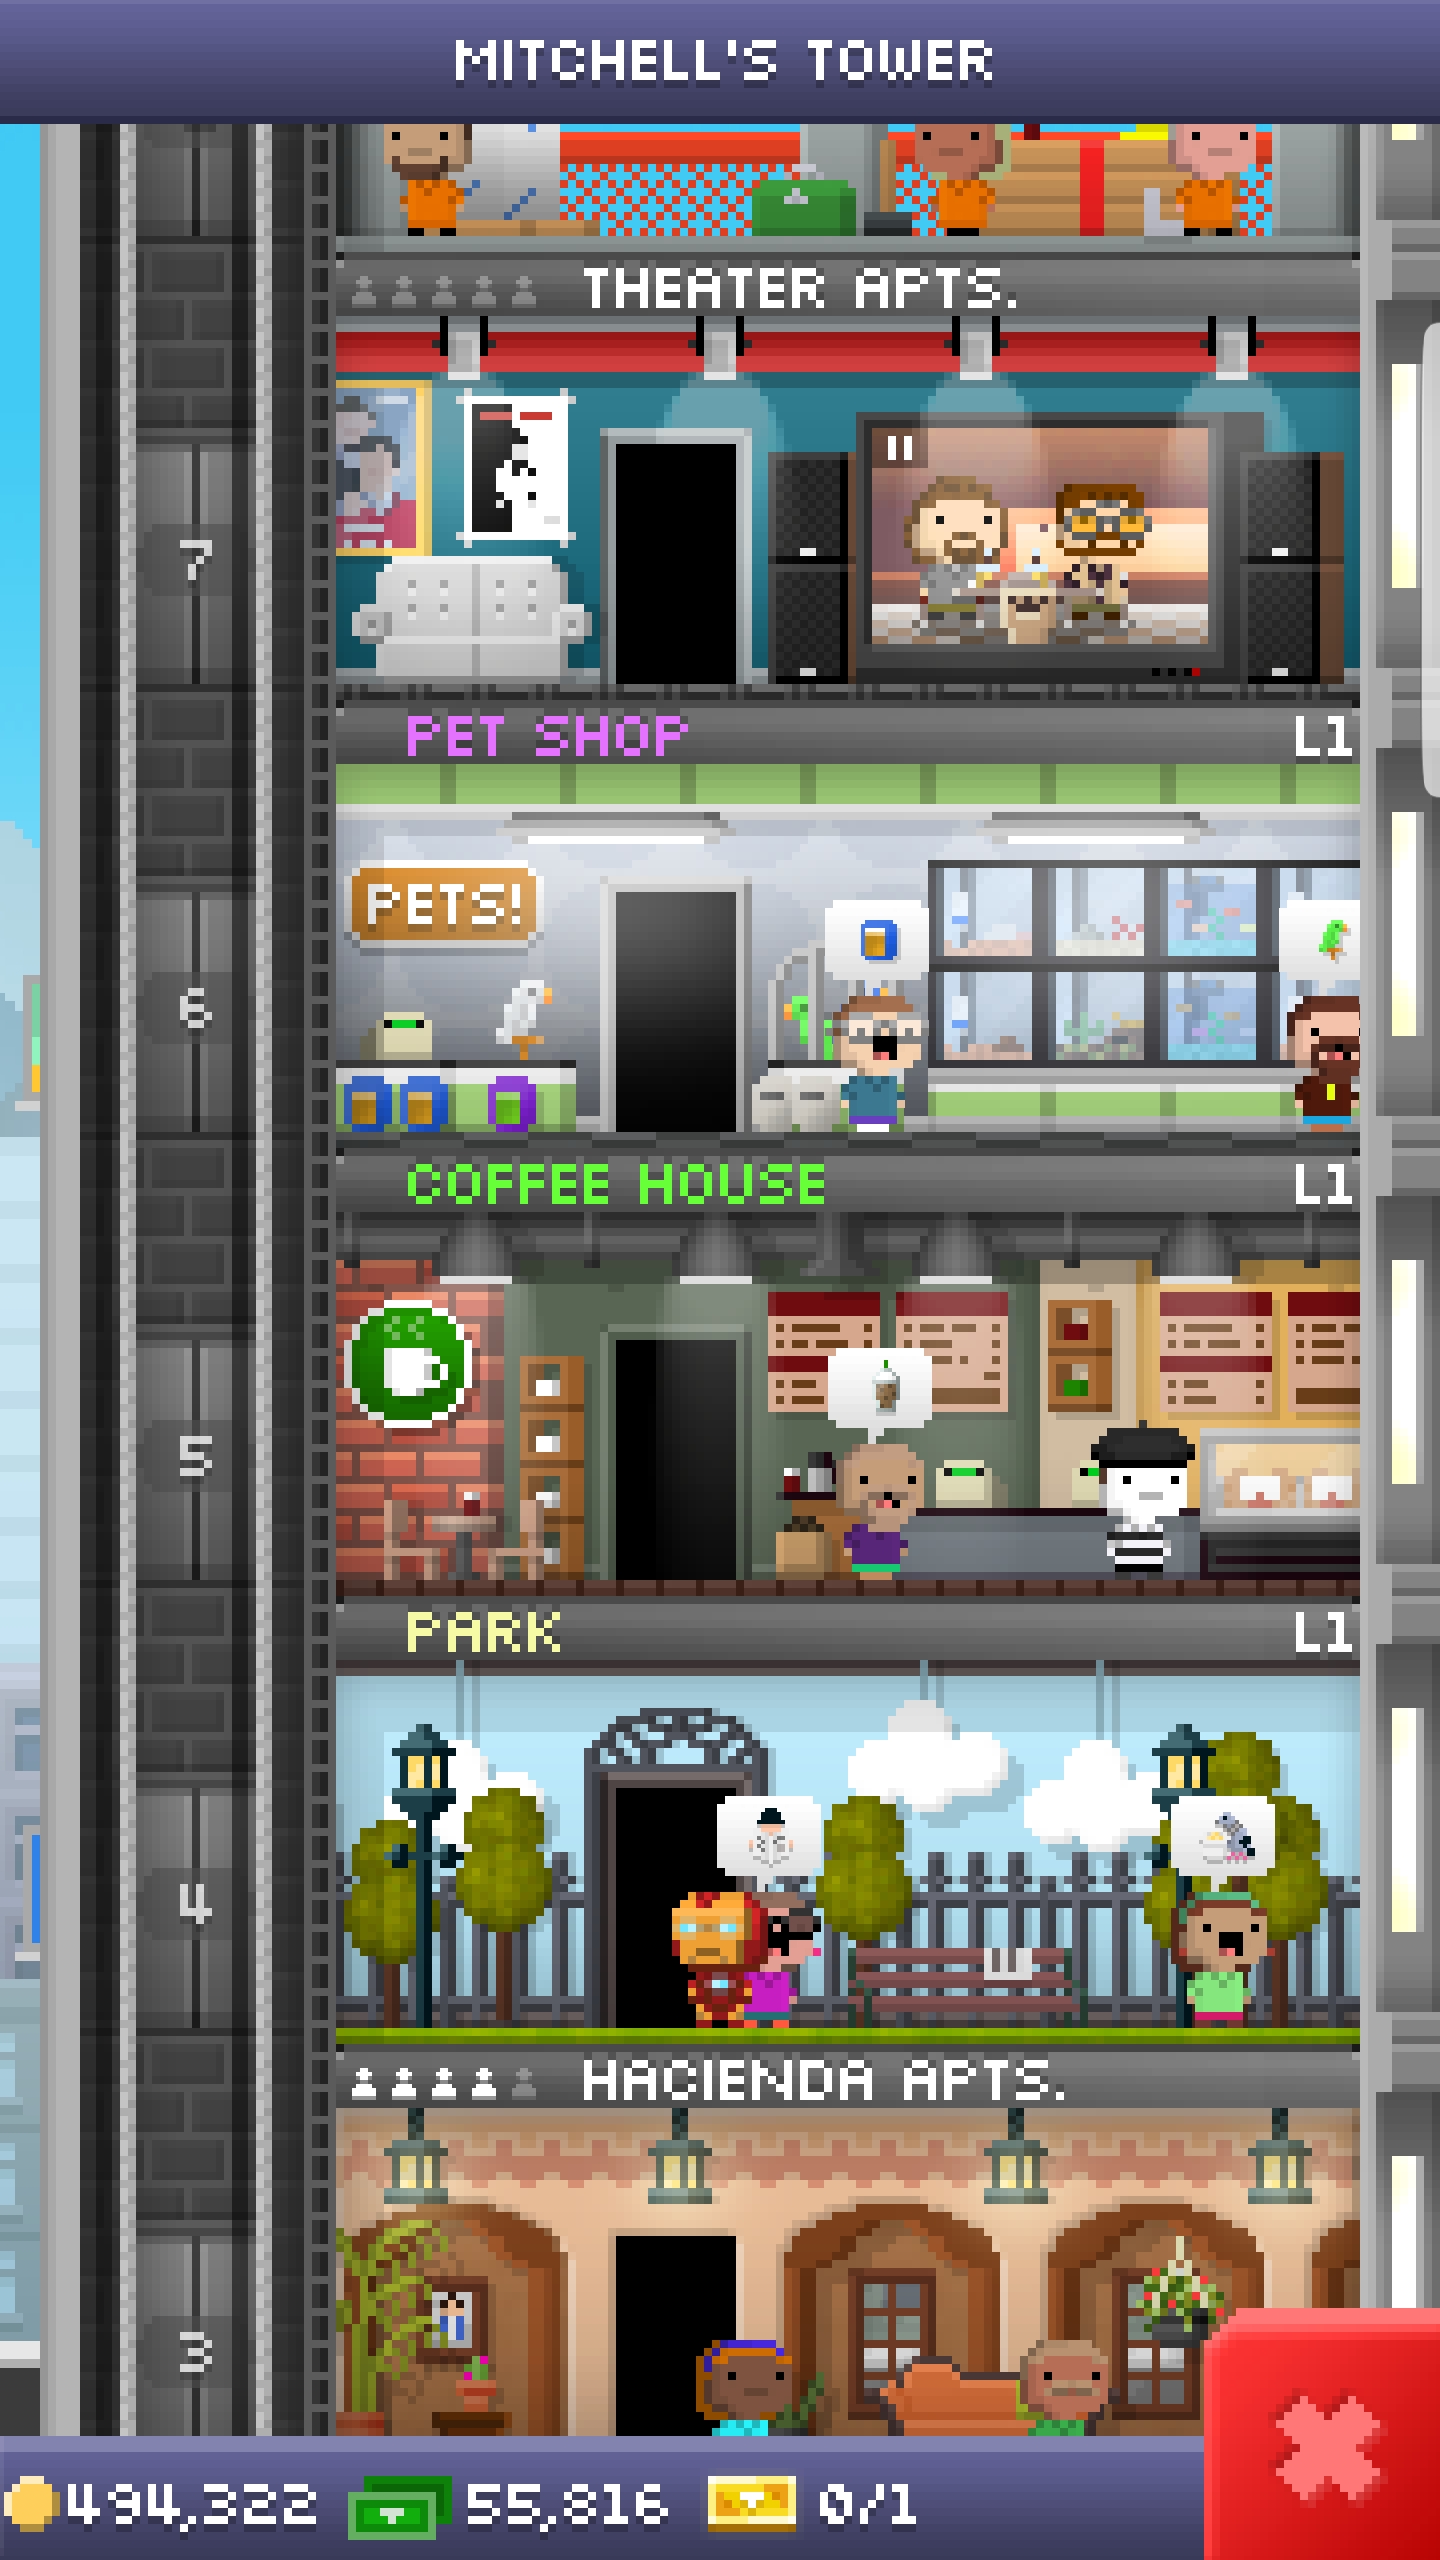 MITCHELL'S TOWER
THEATER APTS.
7
PET SHOP L1
PETS!
6
COFFEE HOUSE L1
5
PARK L1
4
HACIENDA APTS.
3
494,322 55,816 0/1